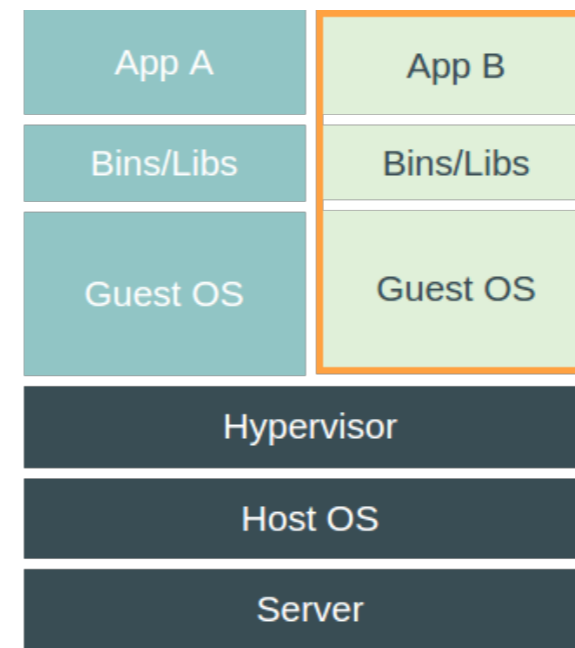 App A
App B
Bins/Libs
Bins/Libs
Guest OS
Guest OS
Hypervisor
Host OS
Server